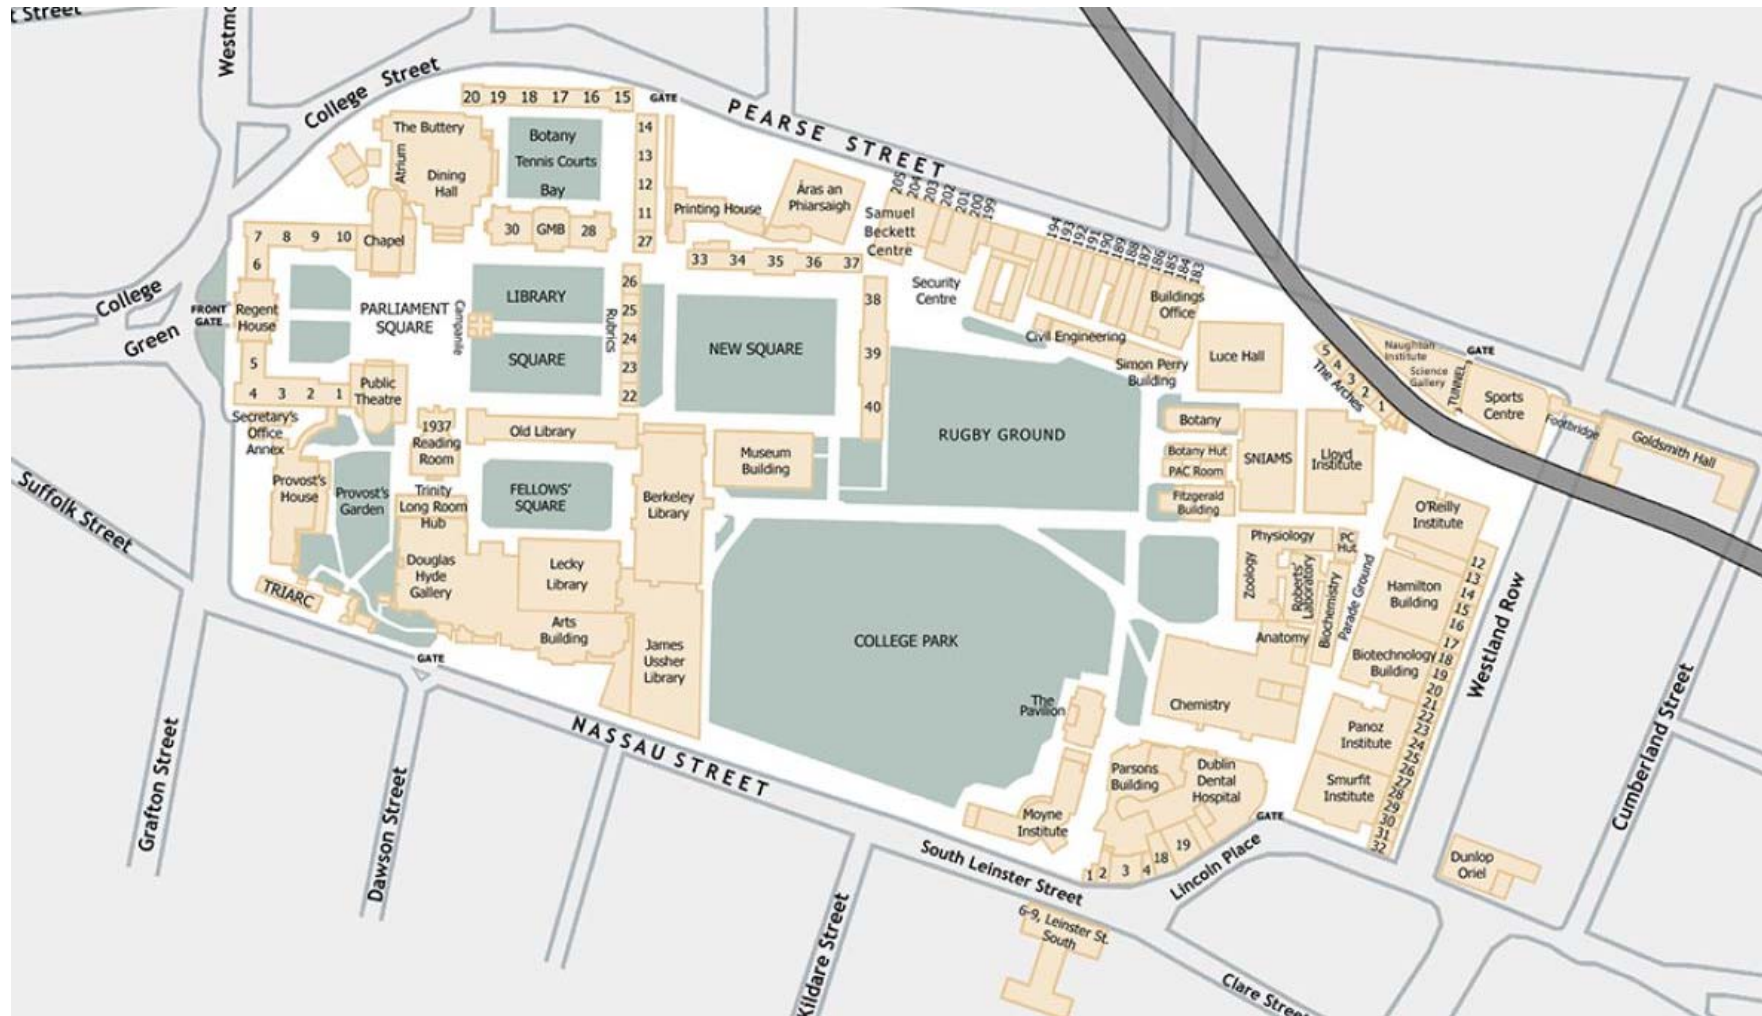 t Street
Westmo
College Street
20 19 18 17 16 15
GATE
PEARSE STREET
The Buttery
Atrium
Dining
Hall
Botany
Tennis Courts
Bay
14
13
12
11
27
Printing House
Áras an
Phiarsaigh
Samuel
Beckett
Centre
205
204
203
202
201
200
199
194
193
192
191
190
189
188
187
186
185
184
183
7 8 9 10
Chapel
6
30 GMB 28
33 34 35 36 37
Security
Centre
Buildings
Office
College
Green
FRONT
GATE
Regent
House
PARLIAMENT
SQUARE
Campanile
LIBRARY
SQUARE
Rubrics
26
25
24
23
22
NEW SQUARE
38
39
40
Civil Engineering
Simon Perry
Building
Luce Hall
5
4
3
2
1
The Arches
Naughton
Institute
Science
Gallery
GATE
TUNNEL
Sports
Centre
Footbridge
Goldsmith Hall
5
4 3 2 1
Public
Theatre
Secretary's
Office
Annex
1937
Reading
Room
Old Library
Museum
Building
RUGBY GROUND
Botany
Botany Hut
PAC Room
Fitzgerald
Building
SNIAMS
Lloyd
Institute
Suffolk Street
Provost's
House
Provost's
Garden
Trinity
Long Room
Hub
FELLOWS'
SQUARE
Berkeley
Library
O'Reilly
Institute
Physiology
PC
Hut
Zoology
Roberts'
Laboratory
Biochemistry
Parade Ground
Hamilton
Building
TRIARC
Douglas
Hyde
Gallery
Lecky
Library
Arts
Building
James
Ussher
Library
COLLEGE PARK
Anatomy
Biotechnology
Building
12
13
14
15
16
17
18
19
20
21
22
23
24
25
26
27
28
29
30
31
32
Westland Row
GATE
The
Pavilion
Chemistry
Panoz
Institute
Smurfit
Institute
Cumberland Street
Grafton Street
Dawson Street
NASSAU STREET
Parsons
Building
Dublin
Dental
Hospital
Moyne
Institute
GATE
1 2 3 4 18 19
Lincoln Place
South Leinster Street
Dunlop
Oriel
6-9, Leinster St.
South
Kildare Street
Clare Street